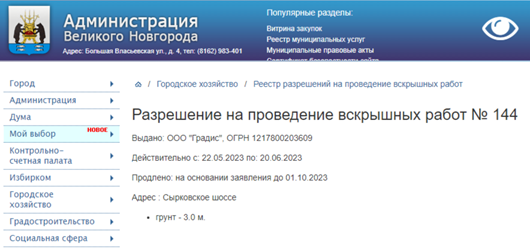 Администрация
Великого Новгорода
Адрес: Большая Власьевская ул., д. 4, тел: (8162) 983-401
Популярные разделы:
Витрина закупок
Реестр муниципальных услуг
Муниципальные правовые акты
Город
Администрация
Дума
Мой выбор
НОВОЕ
Контрольно-
счетная палата
Избирком
Городское
хозяйство
Градостроительство
Социальная сфера
/ Городское хозяйство / Реестр разрешений на проведение вскрышных работ
Разрешение на проведение вскрышных работ № 144
Выдано: ООО "Градис", ОГРН 1217800203609
Действительно с: 22.05.2023 по: 20.06.2023
Продлено: на основании заявления до 01.10.2023
Адрес : Сырковское шоссе
• грунт - 3.0 м.